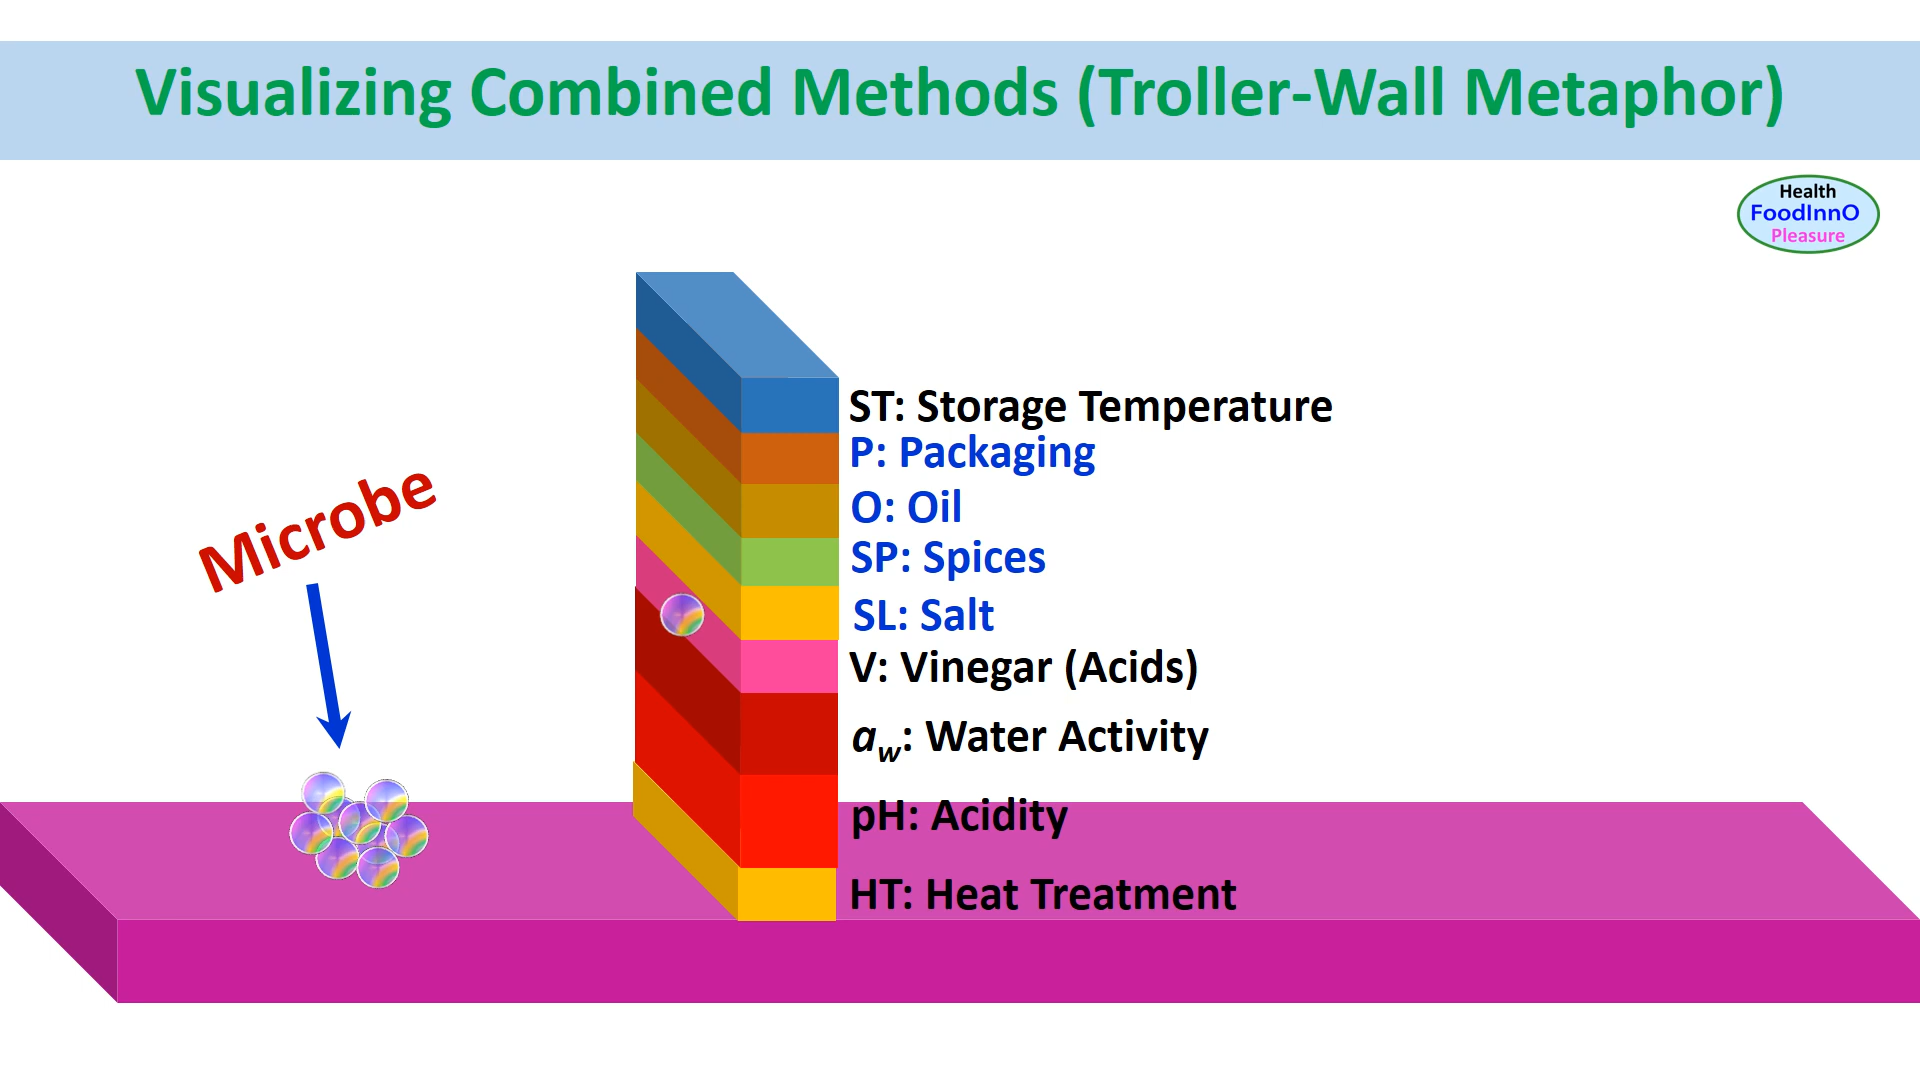 Visualizing Combined Methods (Troller-Wall Metaphor)
Health
FoodInnO
Pleasure
ST: Storage Temperature
P: Packaging
O: Oil
SP: Spices
SL: Salt
V: Vinegar (Acids)
aw: Water Activity
pH: Acidity
HT: Heat Treatment
Microbe